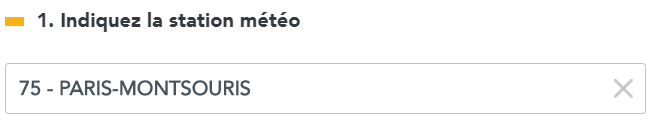 1. Indiquez la station météo
75 - PARIS-MONTSOURIS